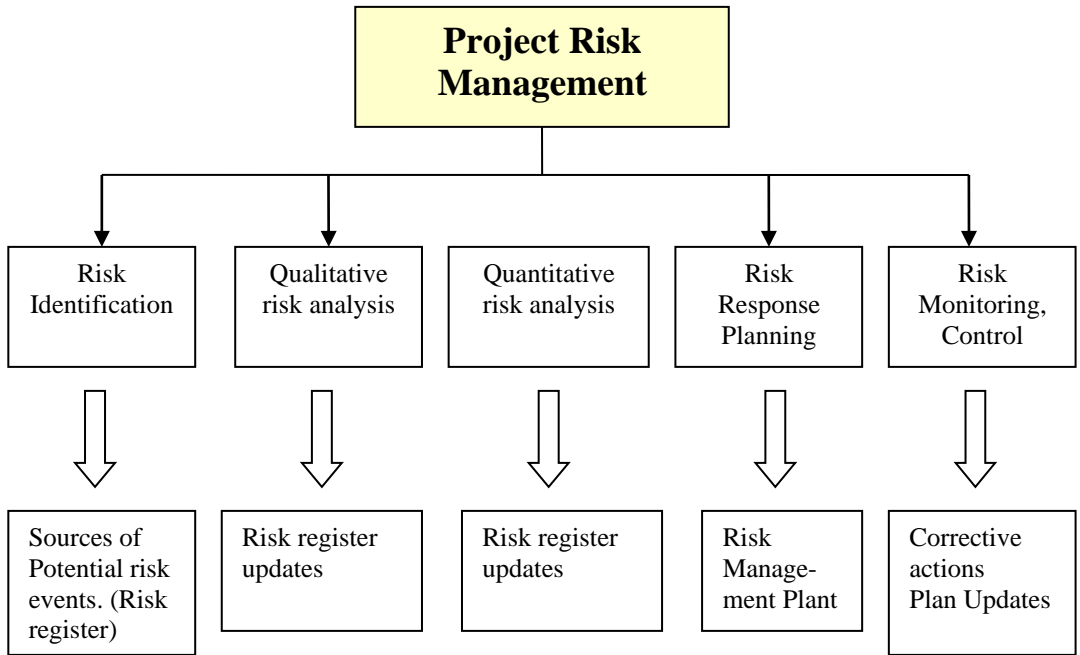 Project Risk
Management
Risk
Identification
Qualitative
risk analysis
Quantitative
risk analysis
Risk
Response
Planning
Risk
Monitoring,
Control
Sources of
Potential risk
events. (Risk
register)
Risk register
updates
Risk register
updates
Risk
Manage-
ment Plant
Corrective
actions
Plan Updates